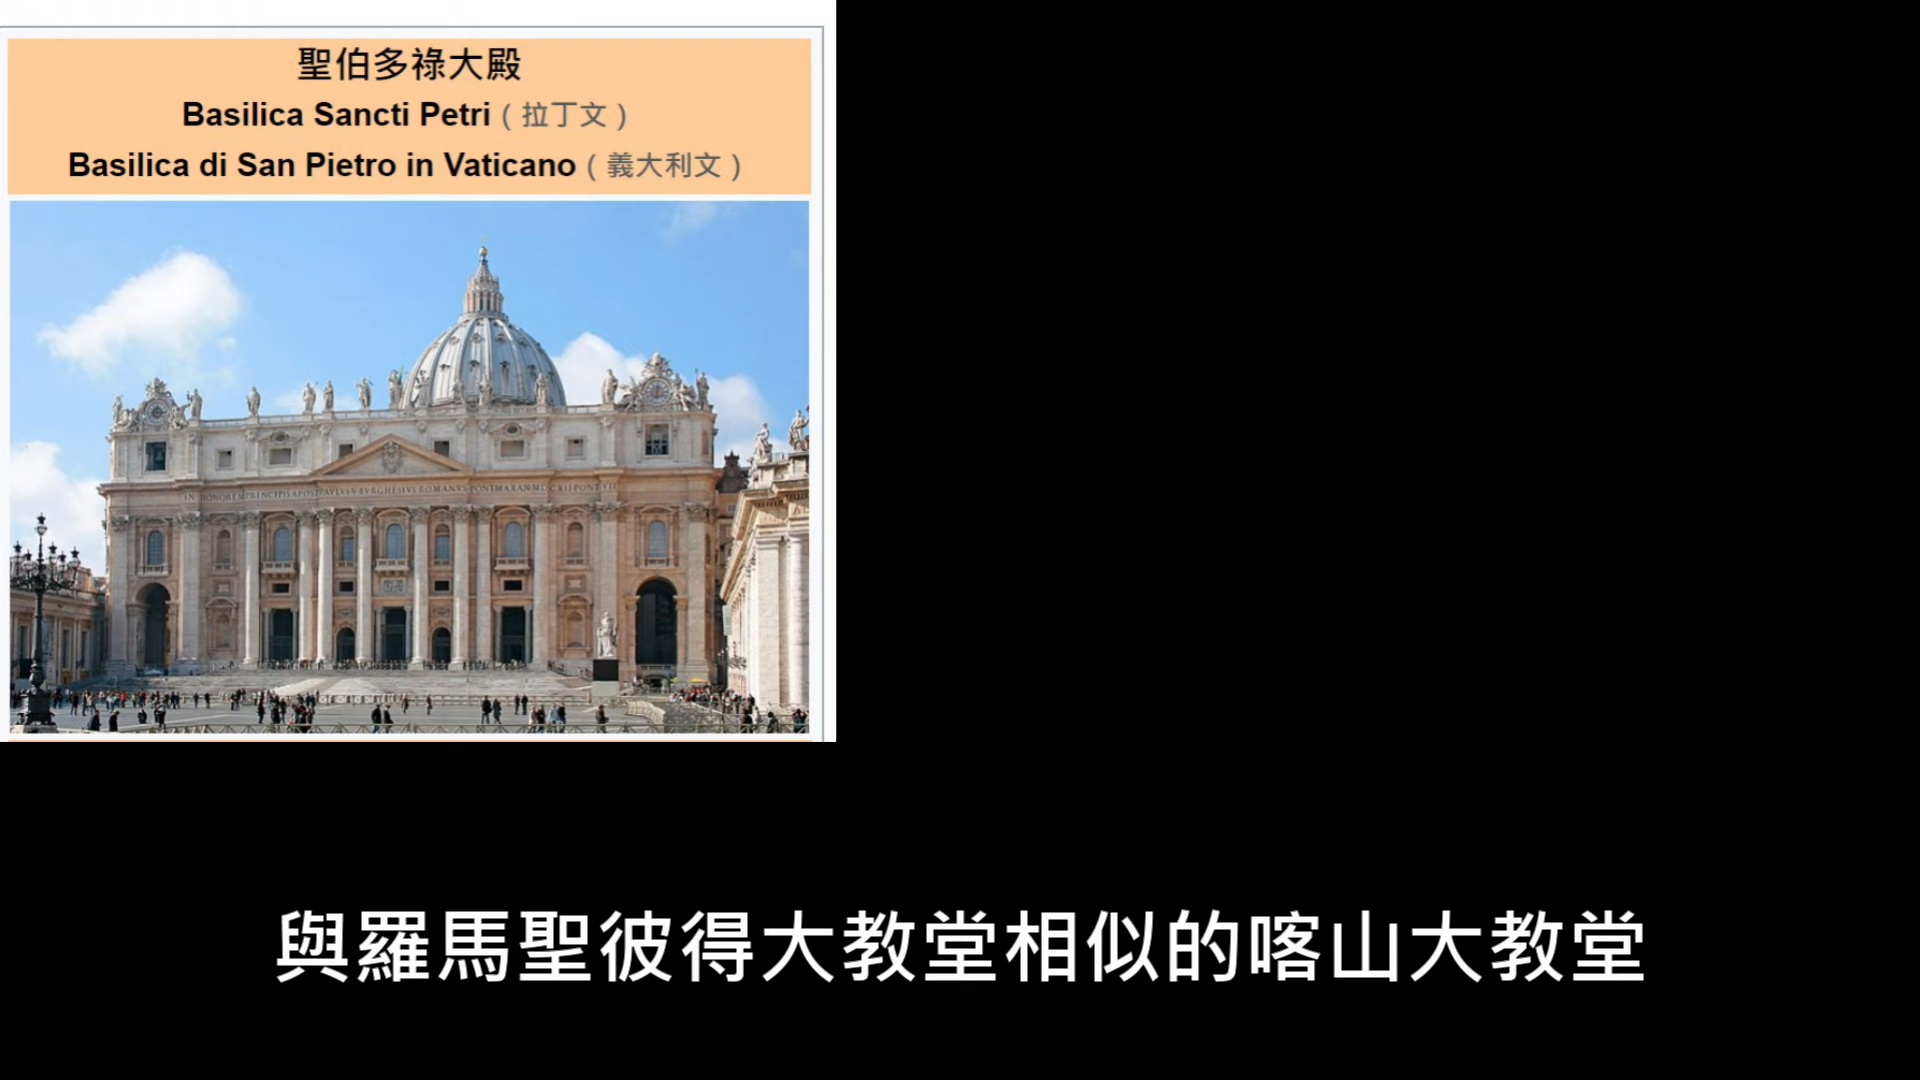 聖伯多祿大殿
Basilica Sancti Petri（拉丁文）
Basilica di San Pietro in Vaticano（義大利文）
與羅馬聖彼得大教堂相似的喀山大教堂